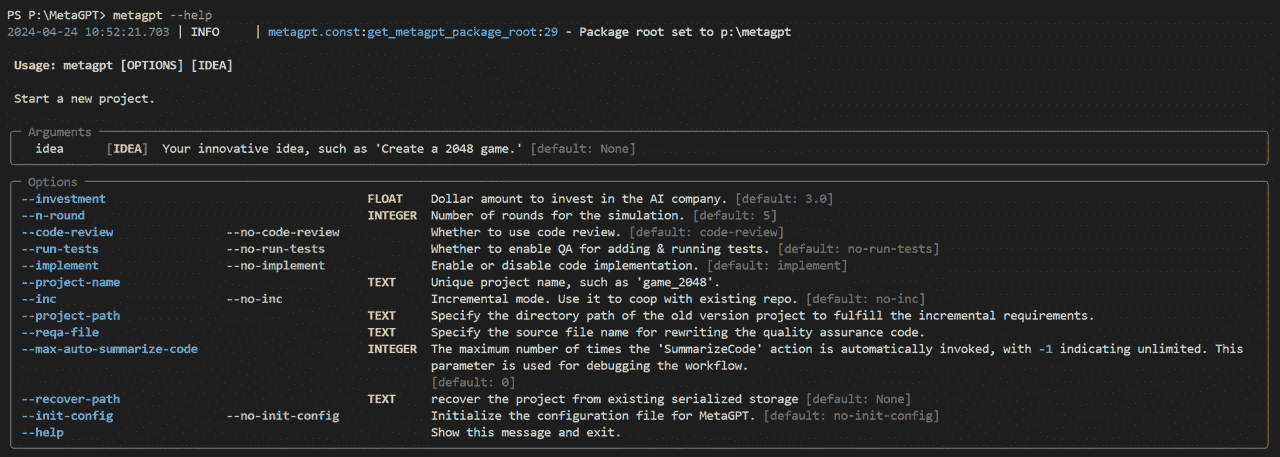 PS P:\MetaGPT> metagpt --help
2024-04-24 10:52:21.703 | INFO     | metagpt.const:get_metagpt_package_root:29 - Package root set to p:\metagpt
Usage: metagpt [OPTIONS] [IDEA]
Start a new project.
Arguments
idea [IDEA] Your innovative idea, such as 'Create a 2048 game.' [default: None]
Options
--investment FLOAT Dollar amount to invest in the AI company. [default: 3.0]
--n-round INTEGER Number of rounds for the simulation. [default: 5]
--code-review --no-code-review Whether to use code review. [default: code-review]
--run-tests --no-run-tests Whether to enable QA for adding & running tests. [default: no-run-tests]
--implement --no-implement Enable or disable code implementation. [default: implement]
--project-name TEXT Unique project name, such as 'game_2048'.
--inc --no-inc Incremental mode. Use it to coop with existing repo. [default: no-inc]
--project-path TEXT Specify the directory path of the old version project to fulfill the incremental requirements.
--reqa-file TEXT Specify the source file name for rewriting the quality assurance code.
--max-auto-summarize-code INTEGER The maximum number of times the 'SummarizeCode' action is automatically invoked, with -1 indicating unlimited. This
parameter is used for debugging the workflow.
[default: 0]
--recover-path TEXT recover the project from existing serialized storage [default: None]
--init-config --no-init-config Initialize the configuration file for MetaGPT. [default: no-init-config]
--help Show this message and exit.